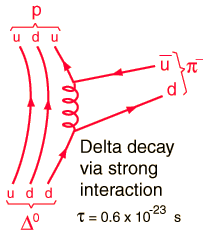 p
u d u
u̅
π⁻
d
Delta decay
via strong
interaction
τ = 0.6 x 10⁻²³ s
u d d
Δ⁰